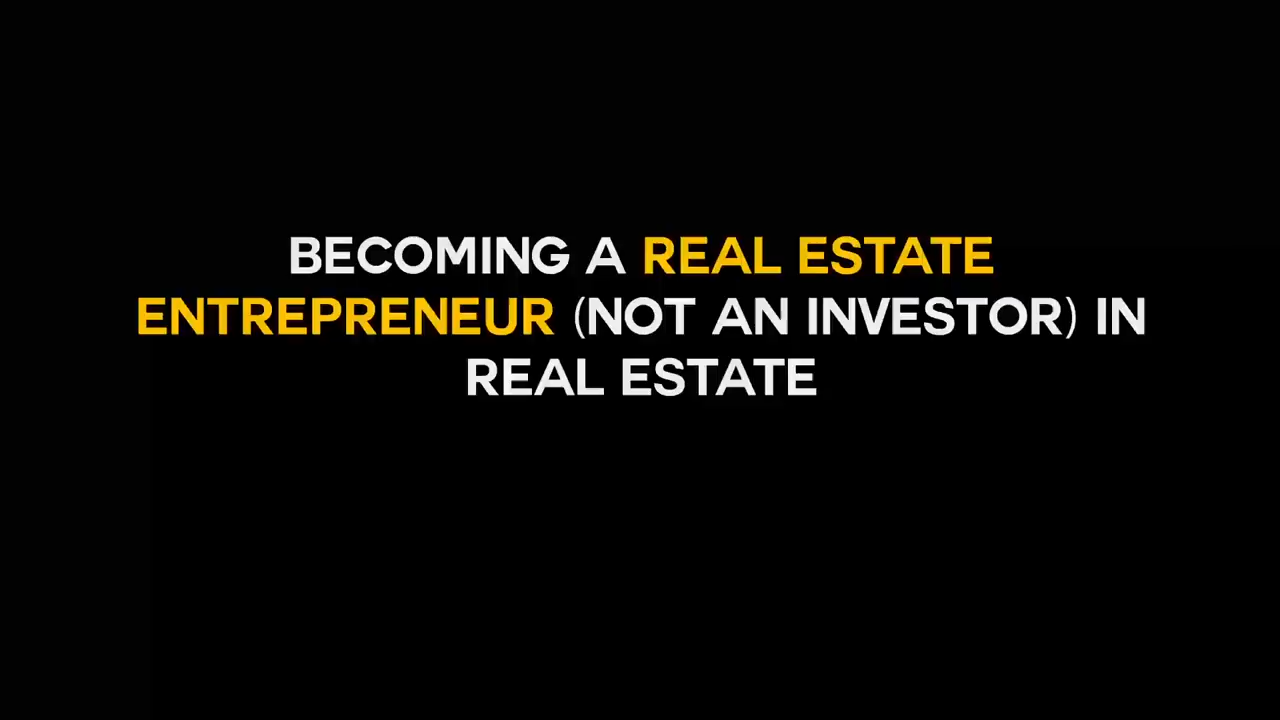 BECOMING A REAL ESTATE
ENTREPRENEUR (NOT AN INVESTOR) IN
REAL ESTATE